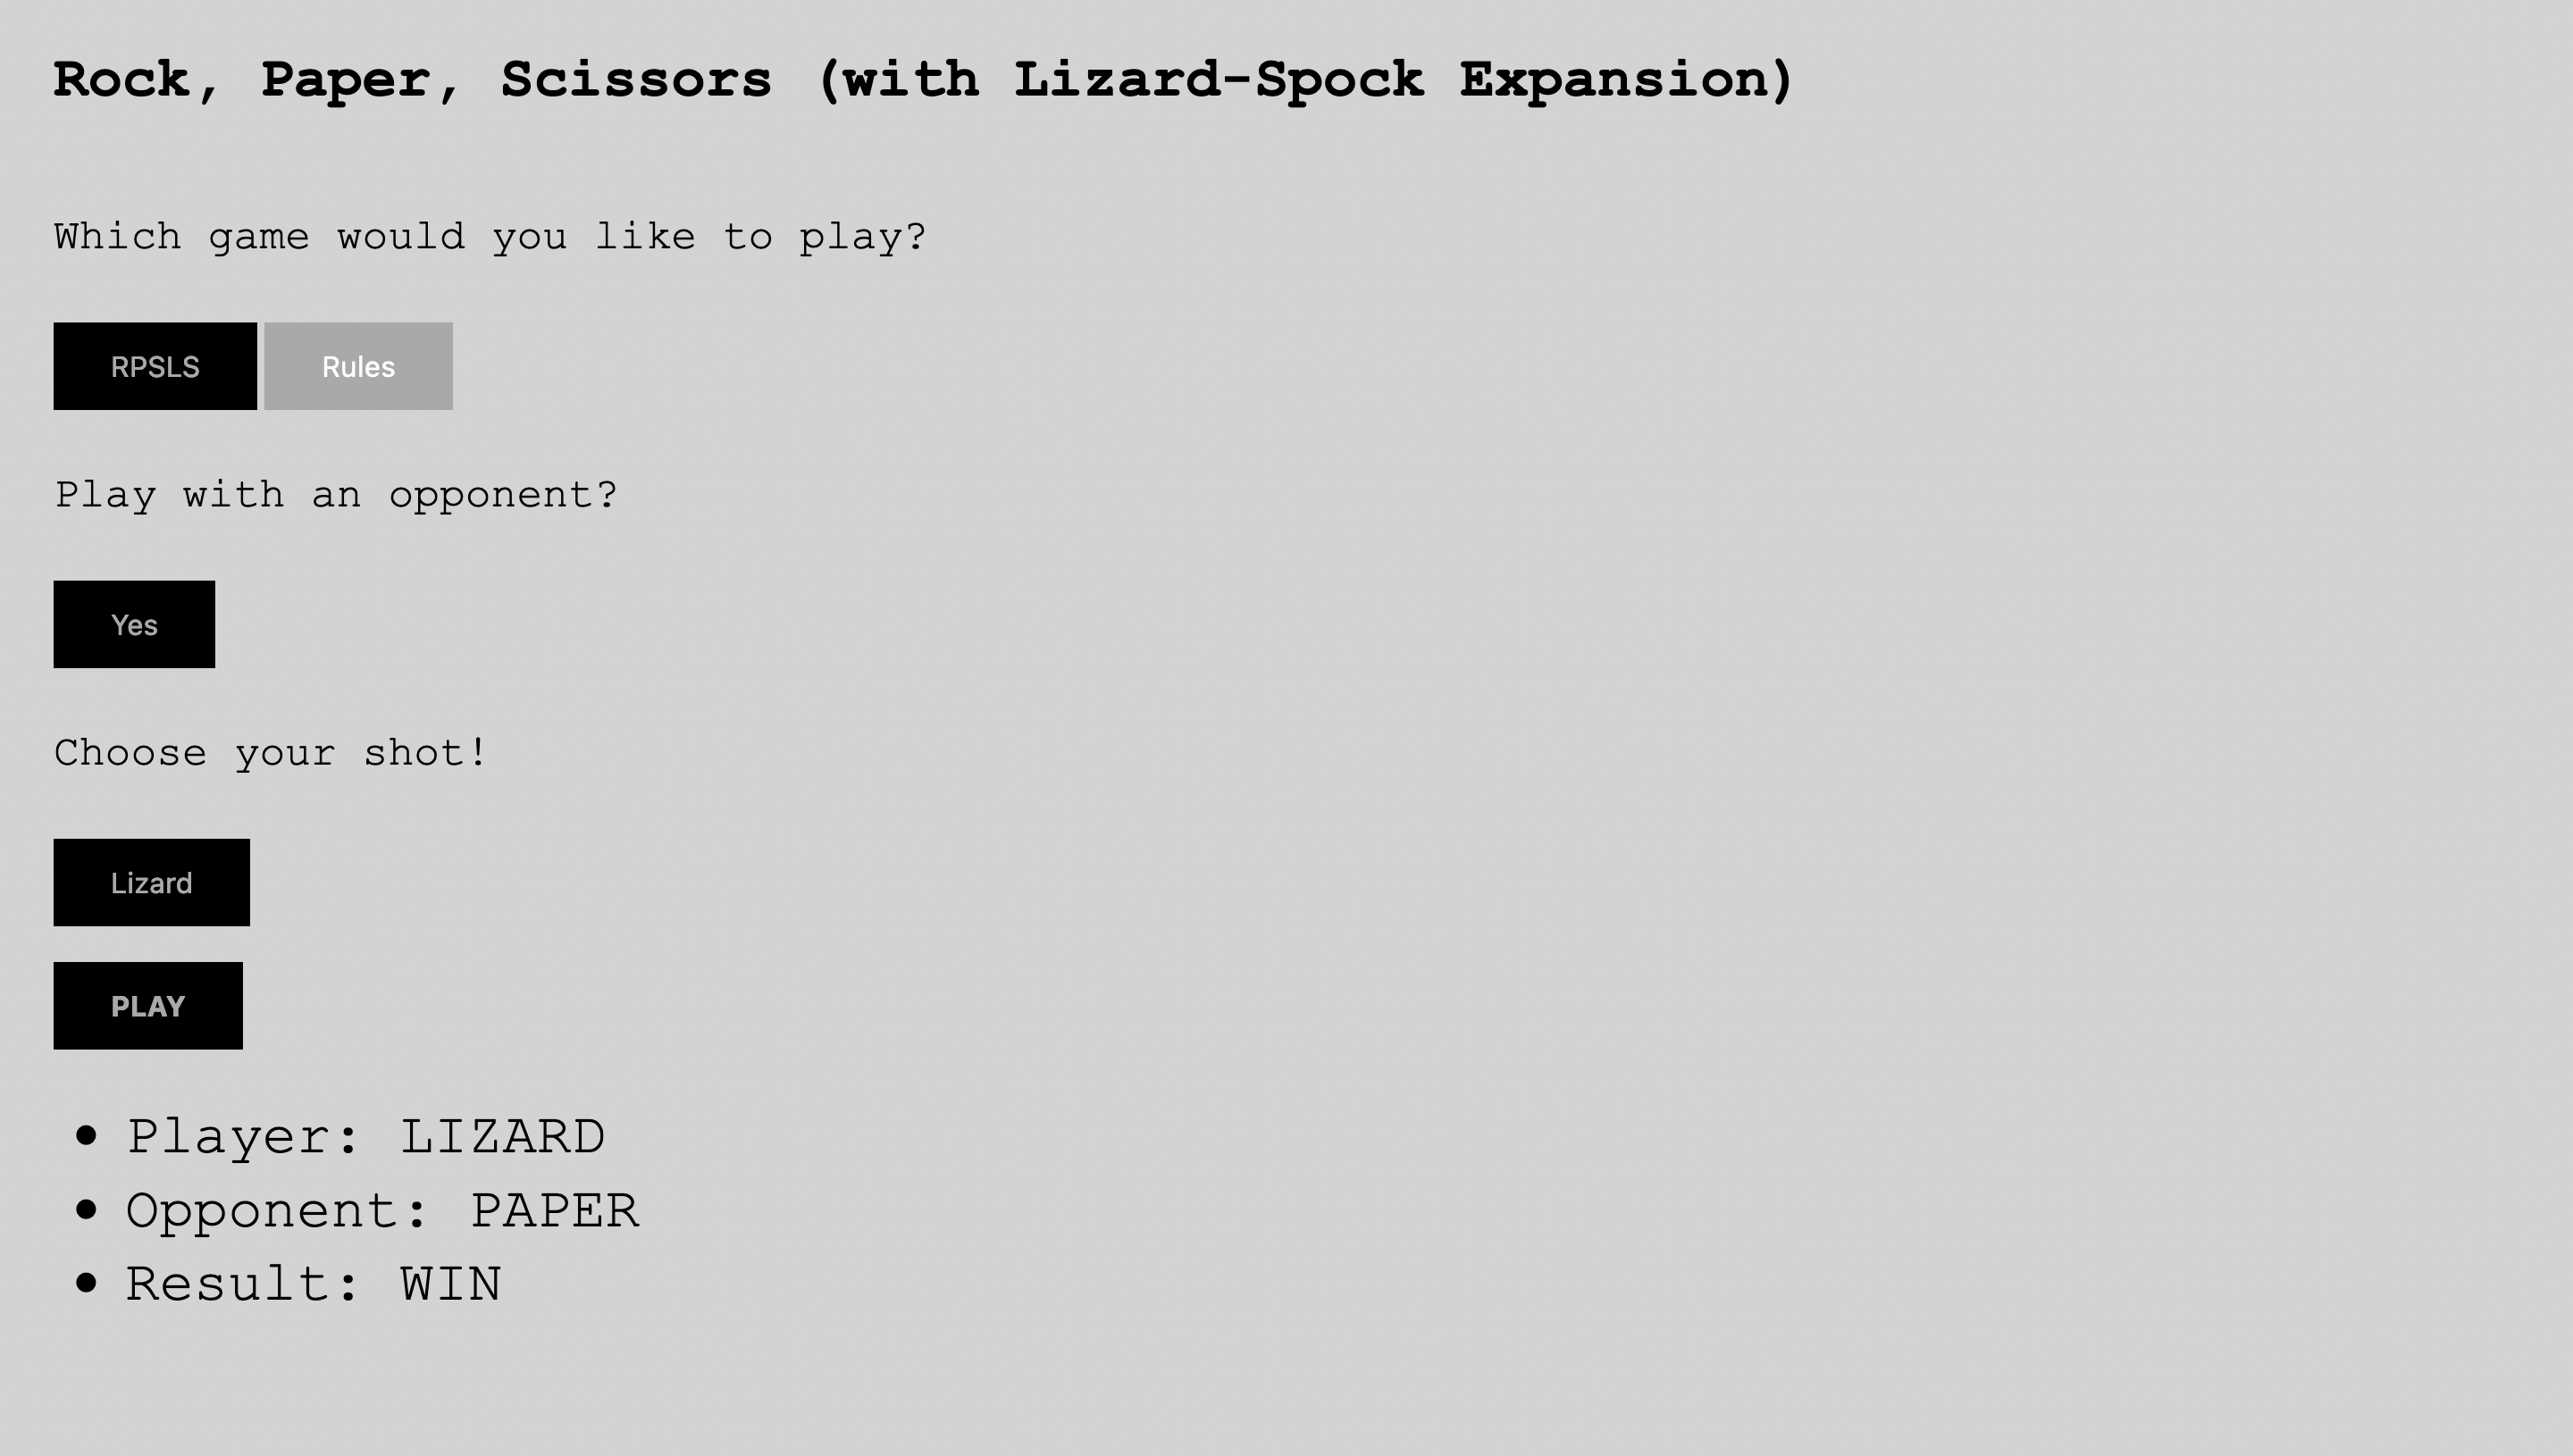 Rock, Paper, Scissors (with Lizard-Spock Expansion)
Which game would you like to play?
RPSLS Rules
Play with an opponent?
Yes
Choose your shot!
Lizard
PLAY
• Player: LIZARD
• Opponent: PAPER
• Result: WIN